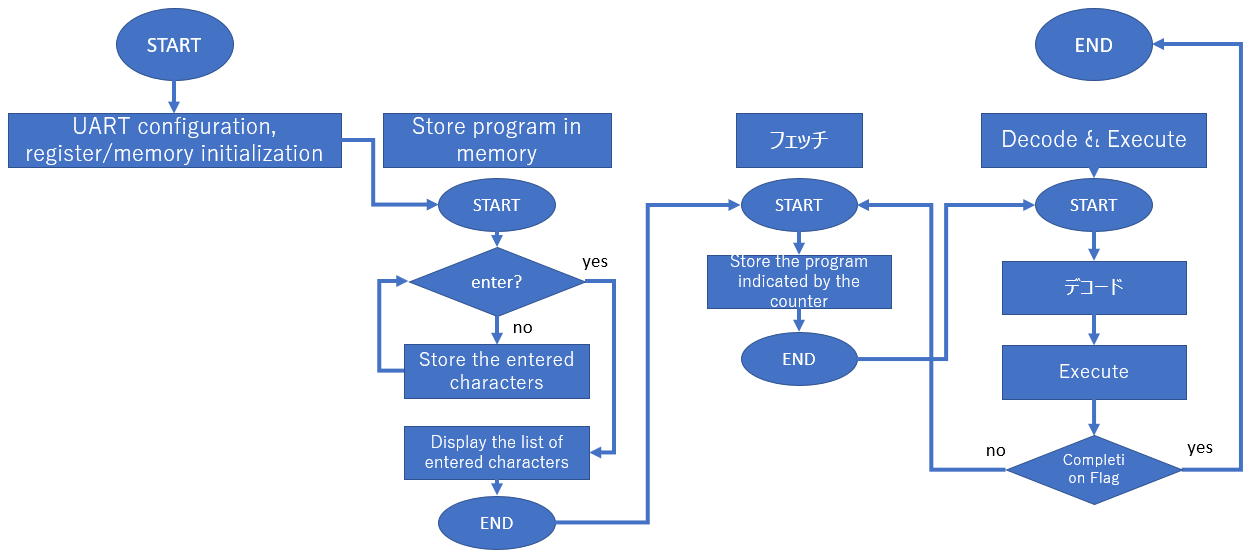 START
UART configuration,
register/memory initialization
Store program in
memory
START
enter?
yes
no
Store the entered
characters
Display the list of
entered characters
END
フェッチ
START
Store the program
indicated by the
counter
END
Decode & Execute
START
デコード
Execute
Completi
on Flag
no
yes
END